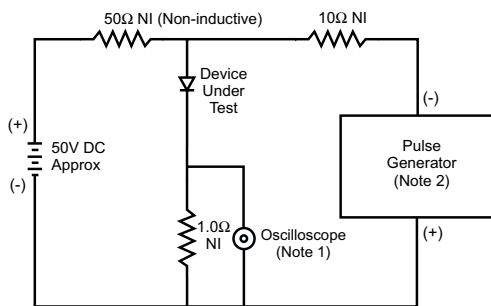 50Ω NI (Non-inductive)
10Ω NI
Device
Under
Test
(-)
(+)
50V DC
Approx
(-)
Pulse
Generator
(Note 2)
1.0Ω
NI
Oscilloscope
(Note 1)
(+)